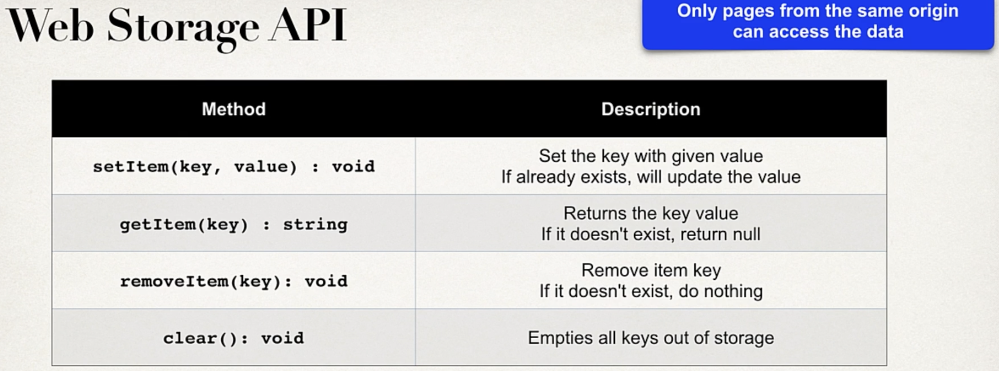 Web Storage API
Only pages from the same origin
can access the data
Method
Description
setItem(key, value) : void
Set the key with given value
If already exists, will update the value
getItem(key) : string
Returns the key value
If it doesn't exist, return null
removeItem(key): void
Remove item key
If it doesn't exist, do nothing
clear(): void
Empties all keys out of storage